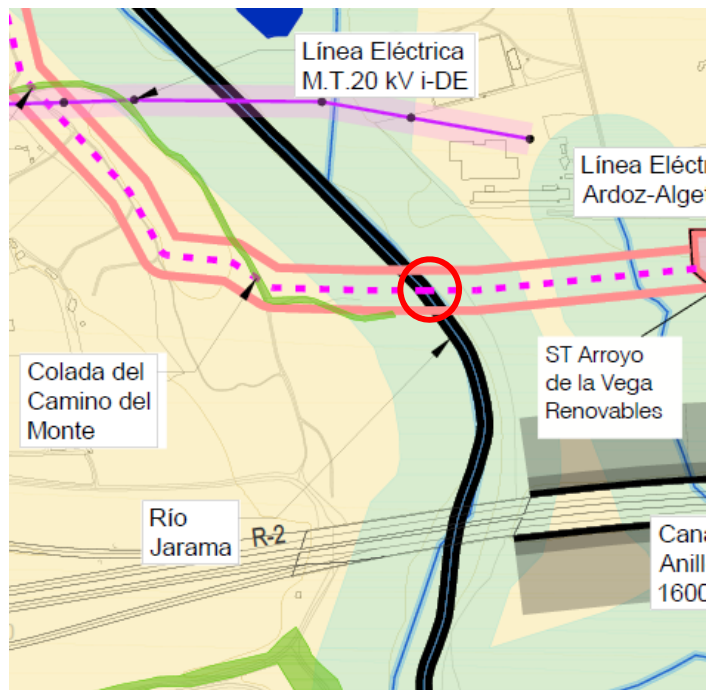 Línea Eléctrica
M.T.20 kV i-DE
Línea Eléctri
Ardoz-Alget
ST Arroyo
de la Vega
Renovables
Colada del
Camino del
Monte
Río
Jarama
R-2
Cana
Anill
1600